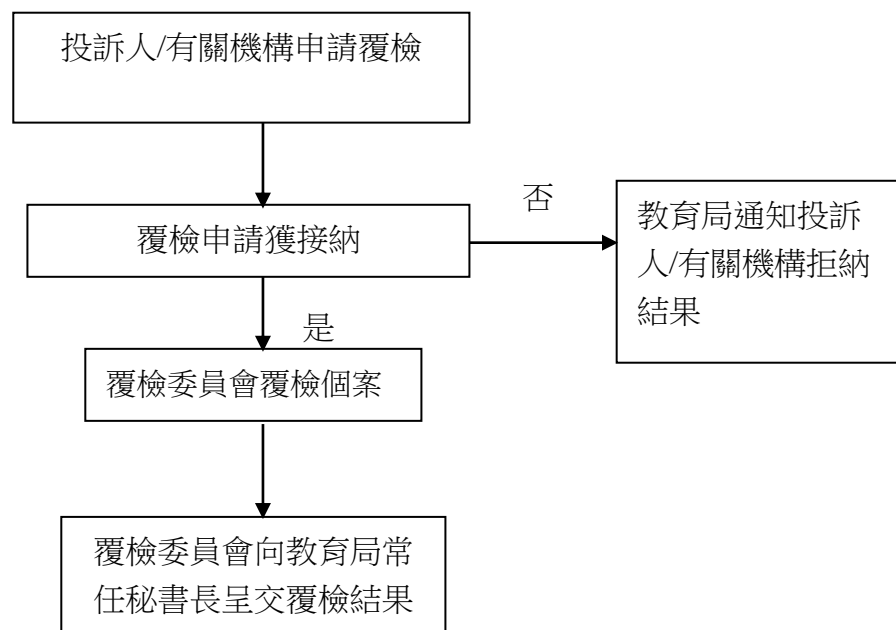 投訴人/有關機構申請覆檢
覆檢申請獲接納
否
教育局通知投訴
人/有關機構拒納
結果
是
覆檢委員會覆檢個案
覆檢委員會向教育局常
任秘書長呈交覆檢結果